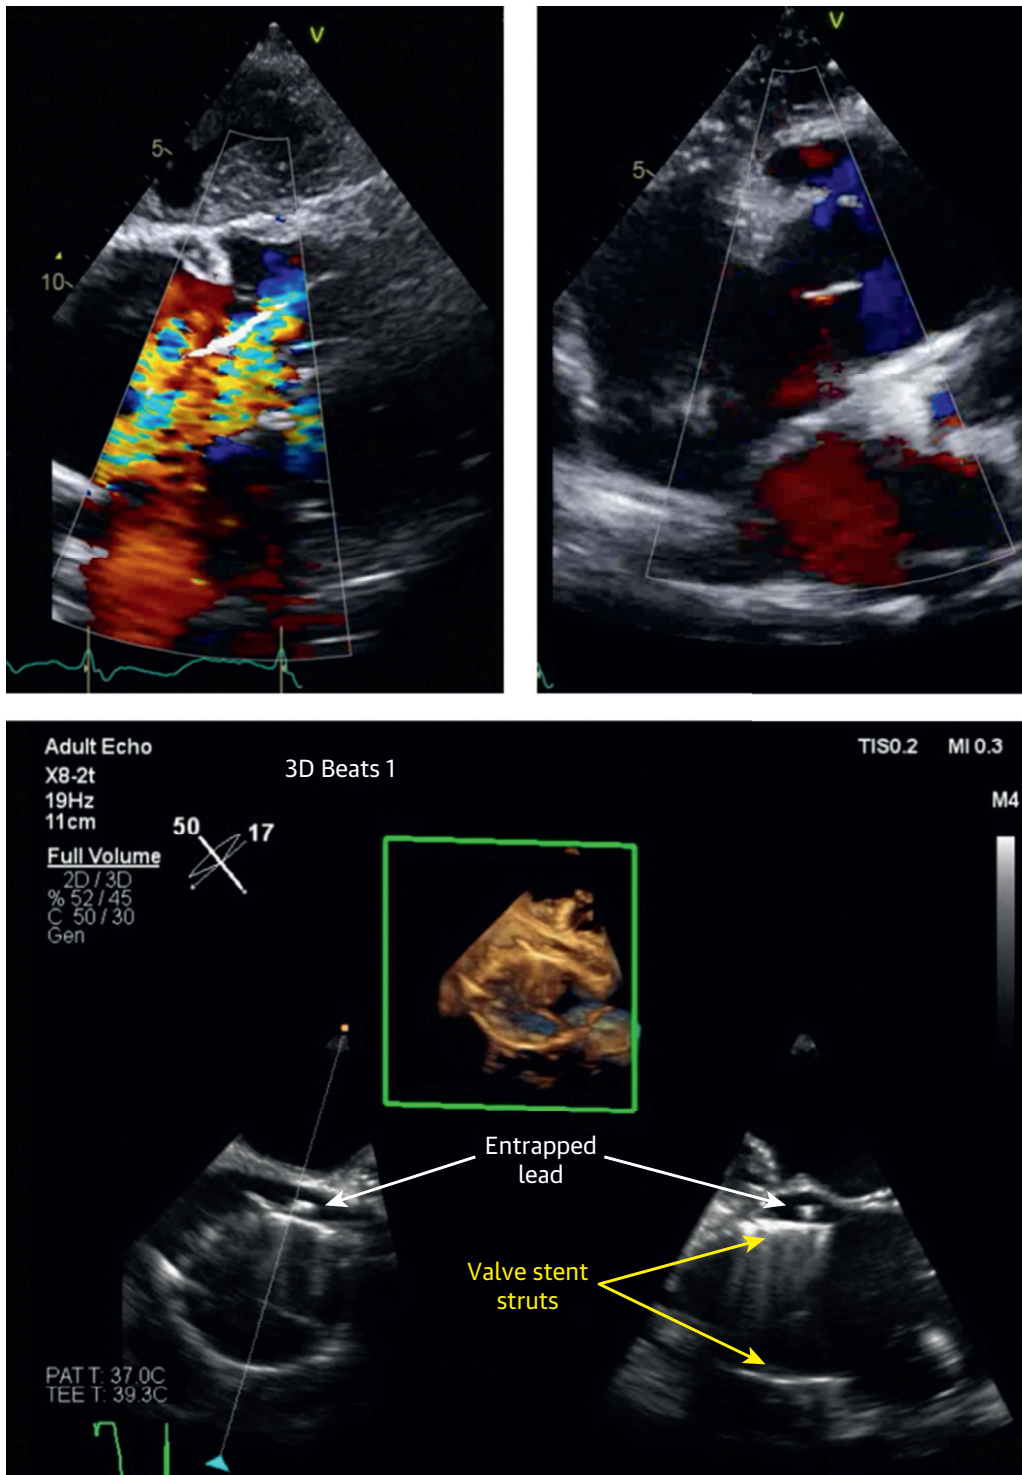 V
5
10
V
5
Adult Echo
X8-2t
19Hz
11cm
Full Volume
2D / 3D
% 52 / 45
C 50 / 30
Gen
50
17
3D Beats 1
TIS0.2 MI 0.3
M4
Entrapped
lead
Valve stent
struts
PAT T: 37.0C
TEE T: 39.3C